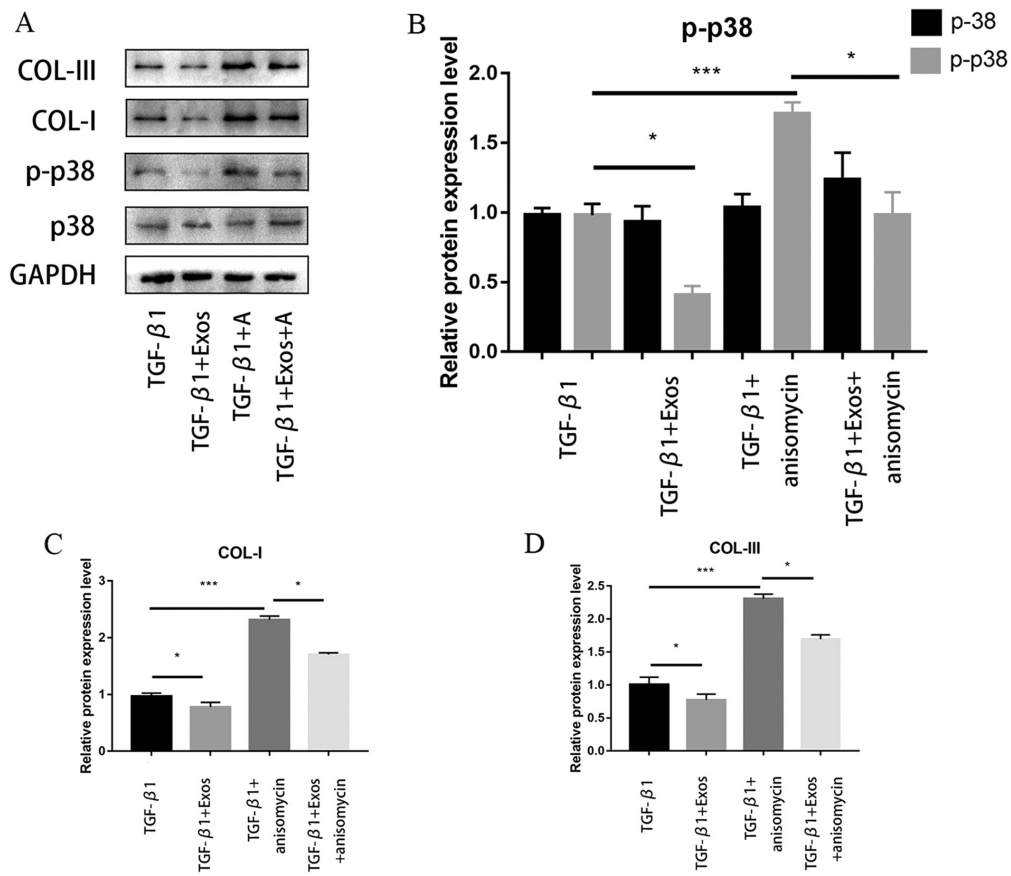 A
COL-III
COL-I
p-p38
p38
GAPDH
TGF-β1
TGF-β1+Exos
TGF-β1+A
TGF-β1+Exos+A
B
p-p38
p-38
p-p38
Relative protein expression level
2.0
1.5
1.0
0.5
0.0
***
*
*
TGF-β1
TGF-β1+Exos
TGF-β1+
anisomycin
TGF-β1+Exos+
anisomycin
C
COL-I
Relative protein expression level
3
2
1
0
***
*
*
TGF-β1
TGF-β1+Exos
TGF-β1+
anisomycin
TGF-β1+Exos
+anisomycin
D
COL-III
Relative protein expression level
2.5
2.0
1.5
1.0
0.5
0.0
***
*
*
TGF-β1
TGF-β1+Exos
TGF-β1+
anisomycin
TGF-β1+Exos
+anisomycin